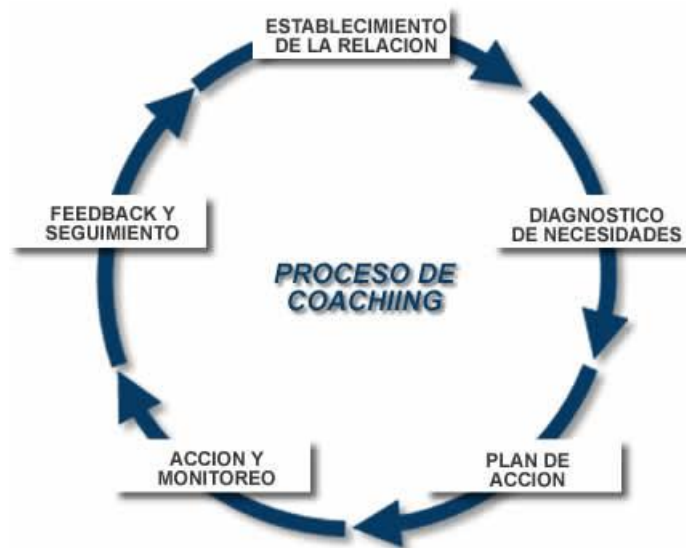 ESTABLECIMIENTO
DE LA RELACION
DIAGNOSTICO
DE NECESIDADES
PLAN DE
ACCION
ACCION Y
MONITOREO
FEEDBACK Y
SEGUIMIENTO
PROCESO DE
COACHIING